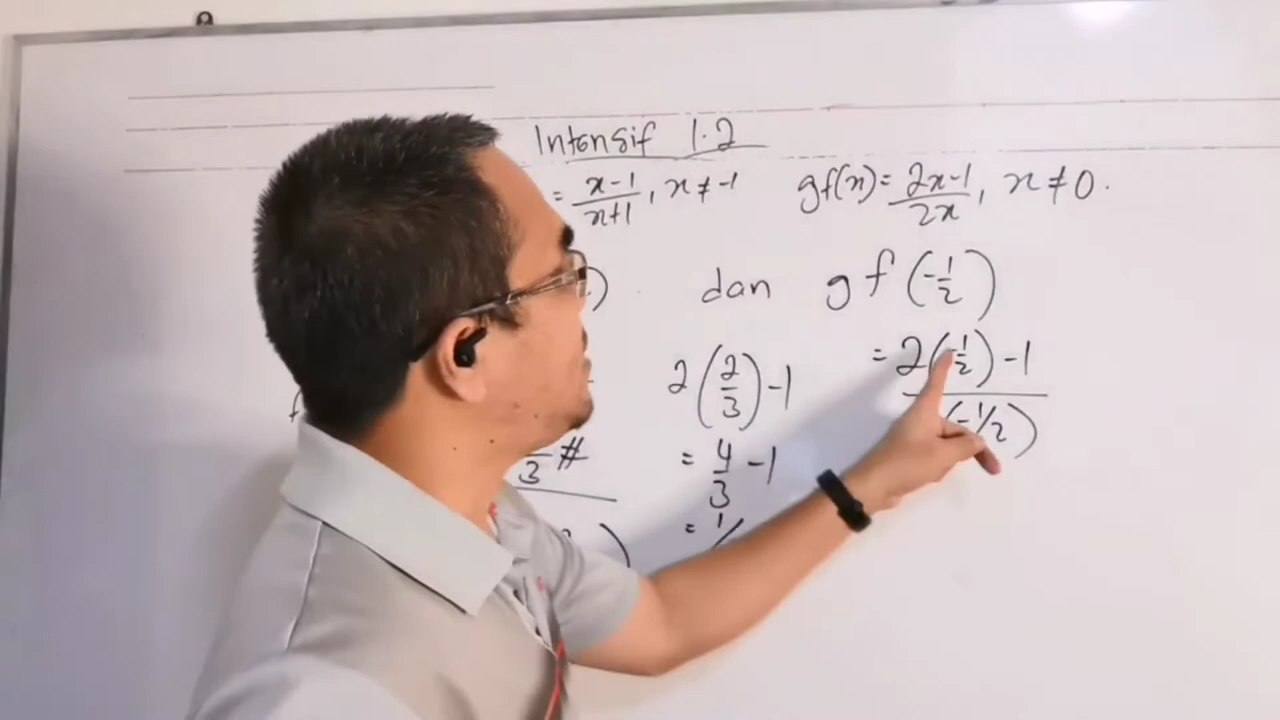 Intensif 1.2
= x-1/x+1, x ≠ -1 gf(x) = 2x-1/2x, x ≠ 0.
) dan gf(-1/2)
2(2/3)-1 = 2(-1/2)-1
(-1/2)
3 # = 4/3 -1
= 1/